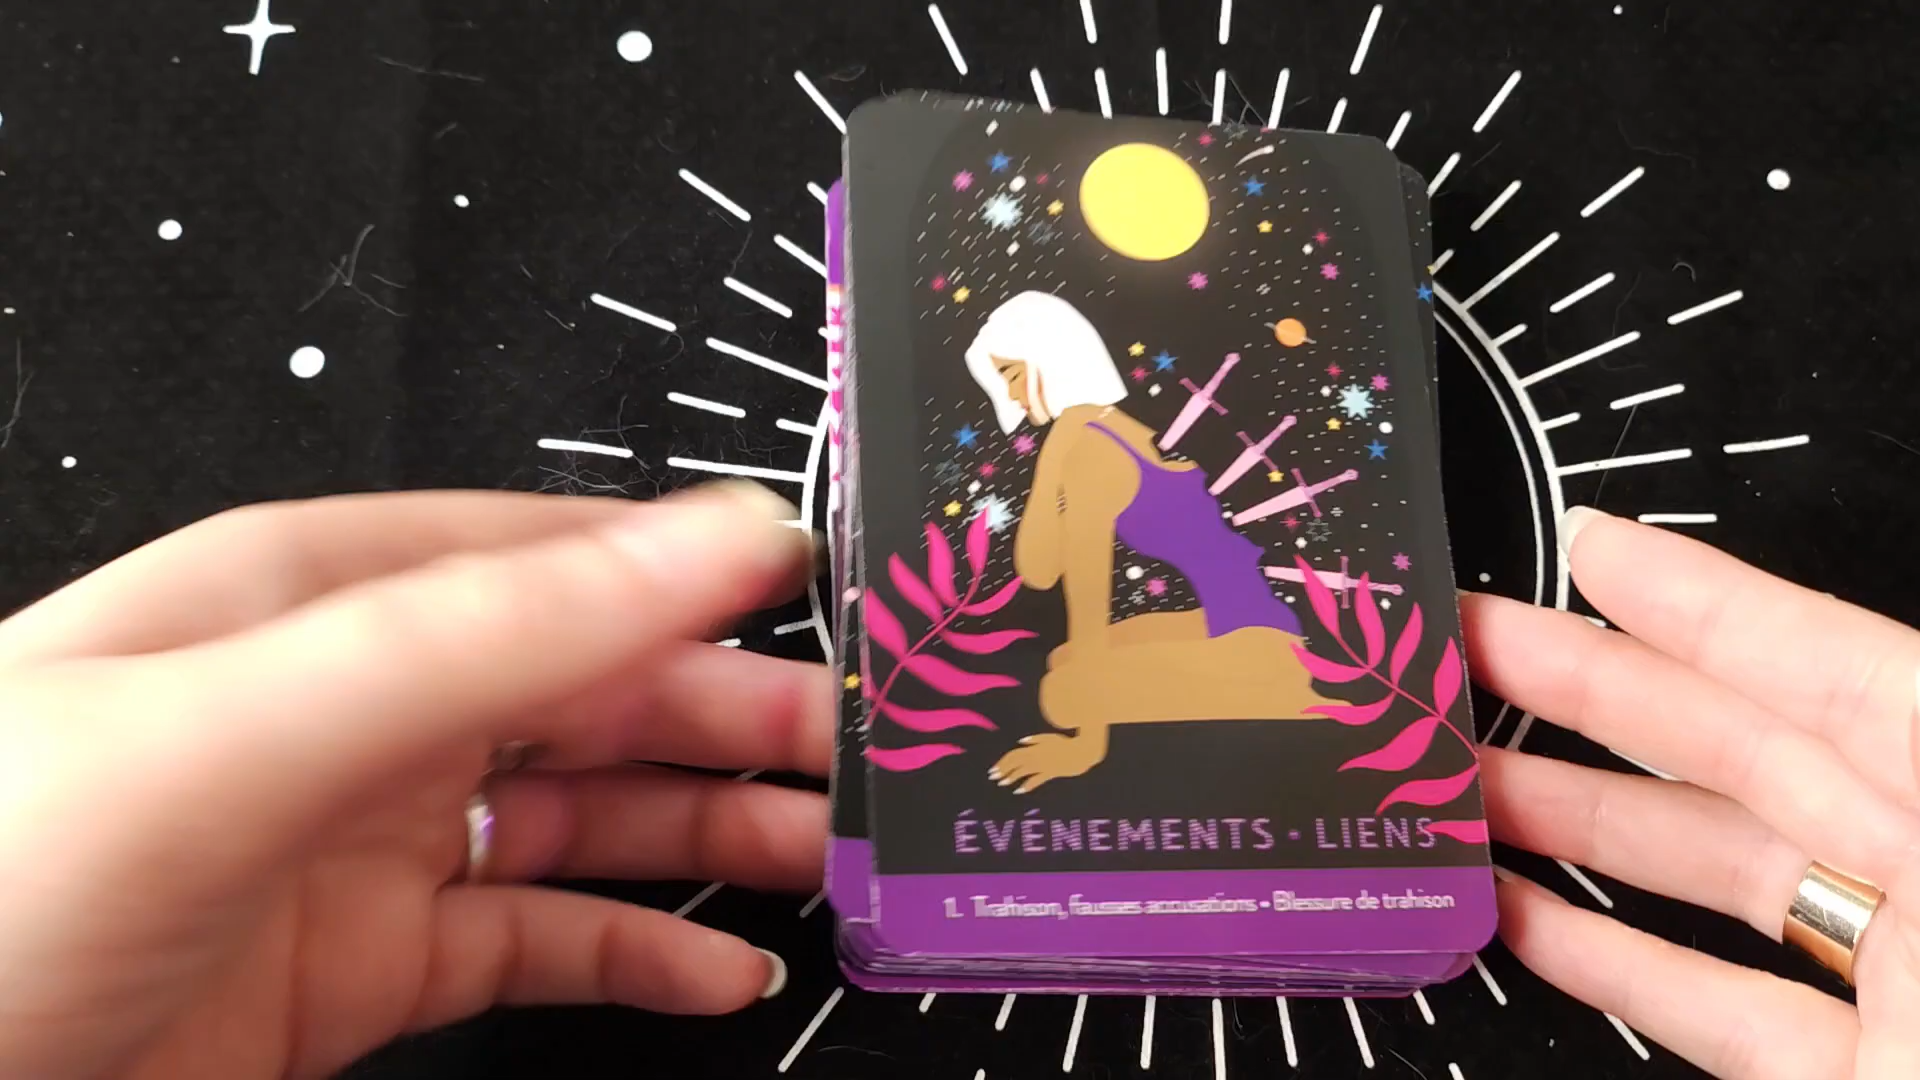 ÉVÉNEMENTS • LIENS
1. Trahison, fausses accusations • Blessure de trahison